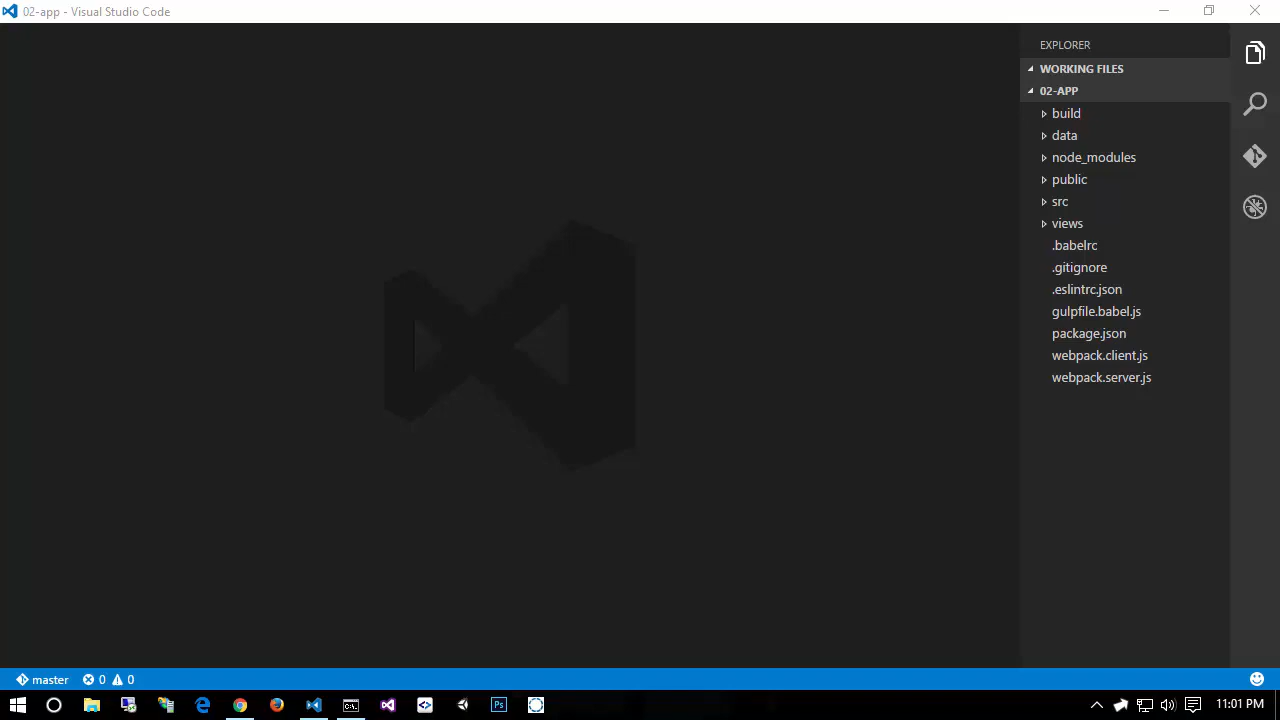 02-app - Visual Studio Code
EXPLORER
WORKING FILES
02-APP
build
data
node_modules
public
src
views
.babelrc
.gitignore
.eslintrc.json
gulpfile.babel.js
package.json
webpack.client.js
webpack.server.js
master 0 0
Ps 11:01 PM